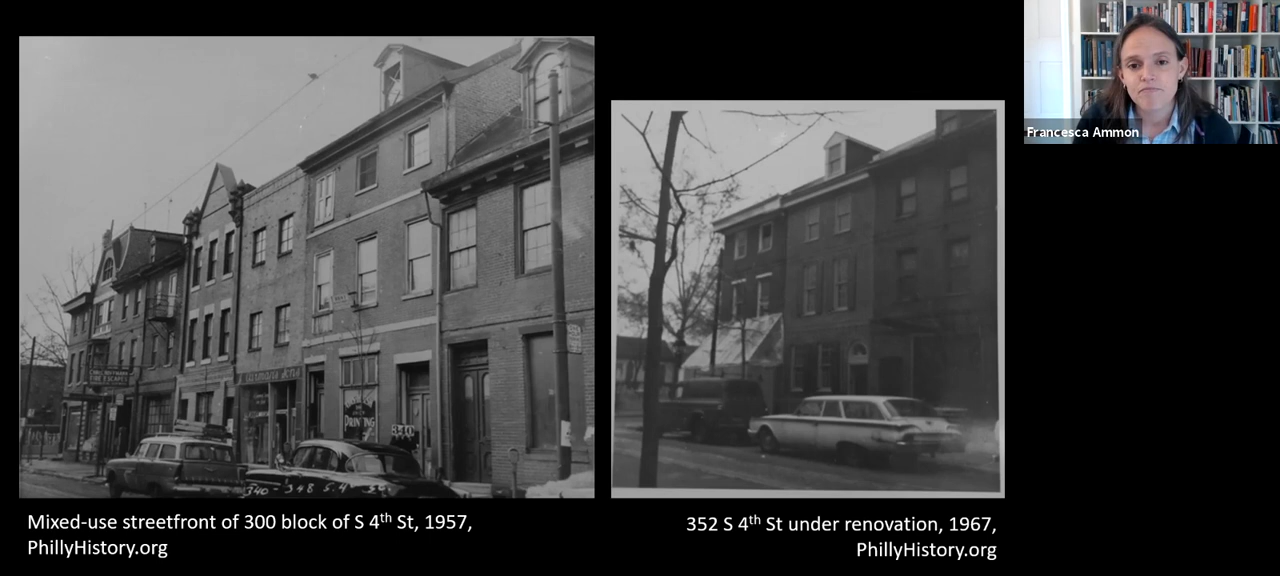 PRINTING
340-348 S.4
Mixed-use streetfront of 300 block of S 4th St, 1957,
PhillyHistory.org
352 S 4th St under renovation, 1967,
PhillyHistory.org
Francesca Ammon